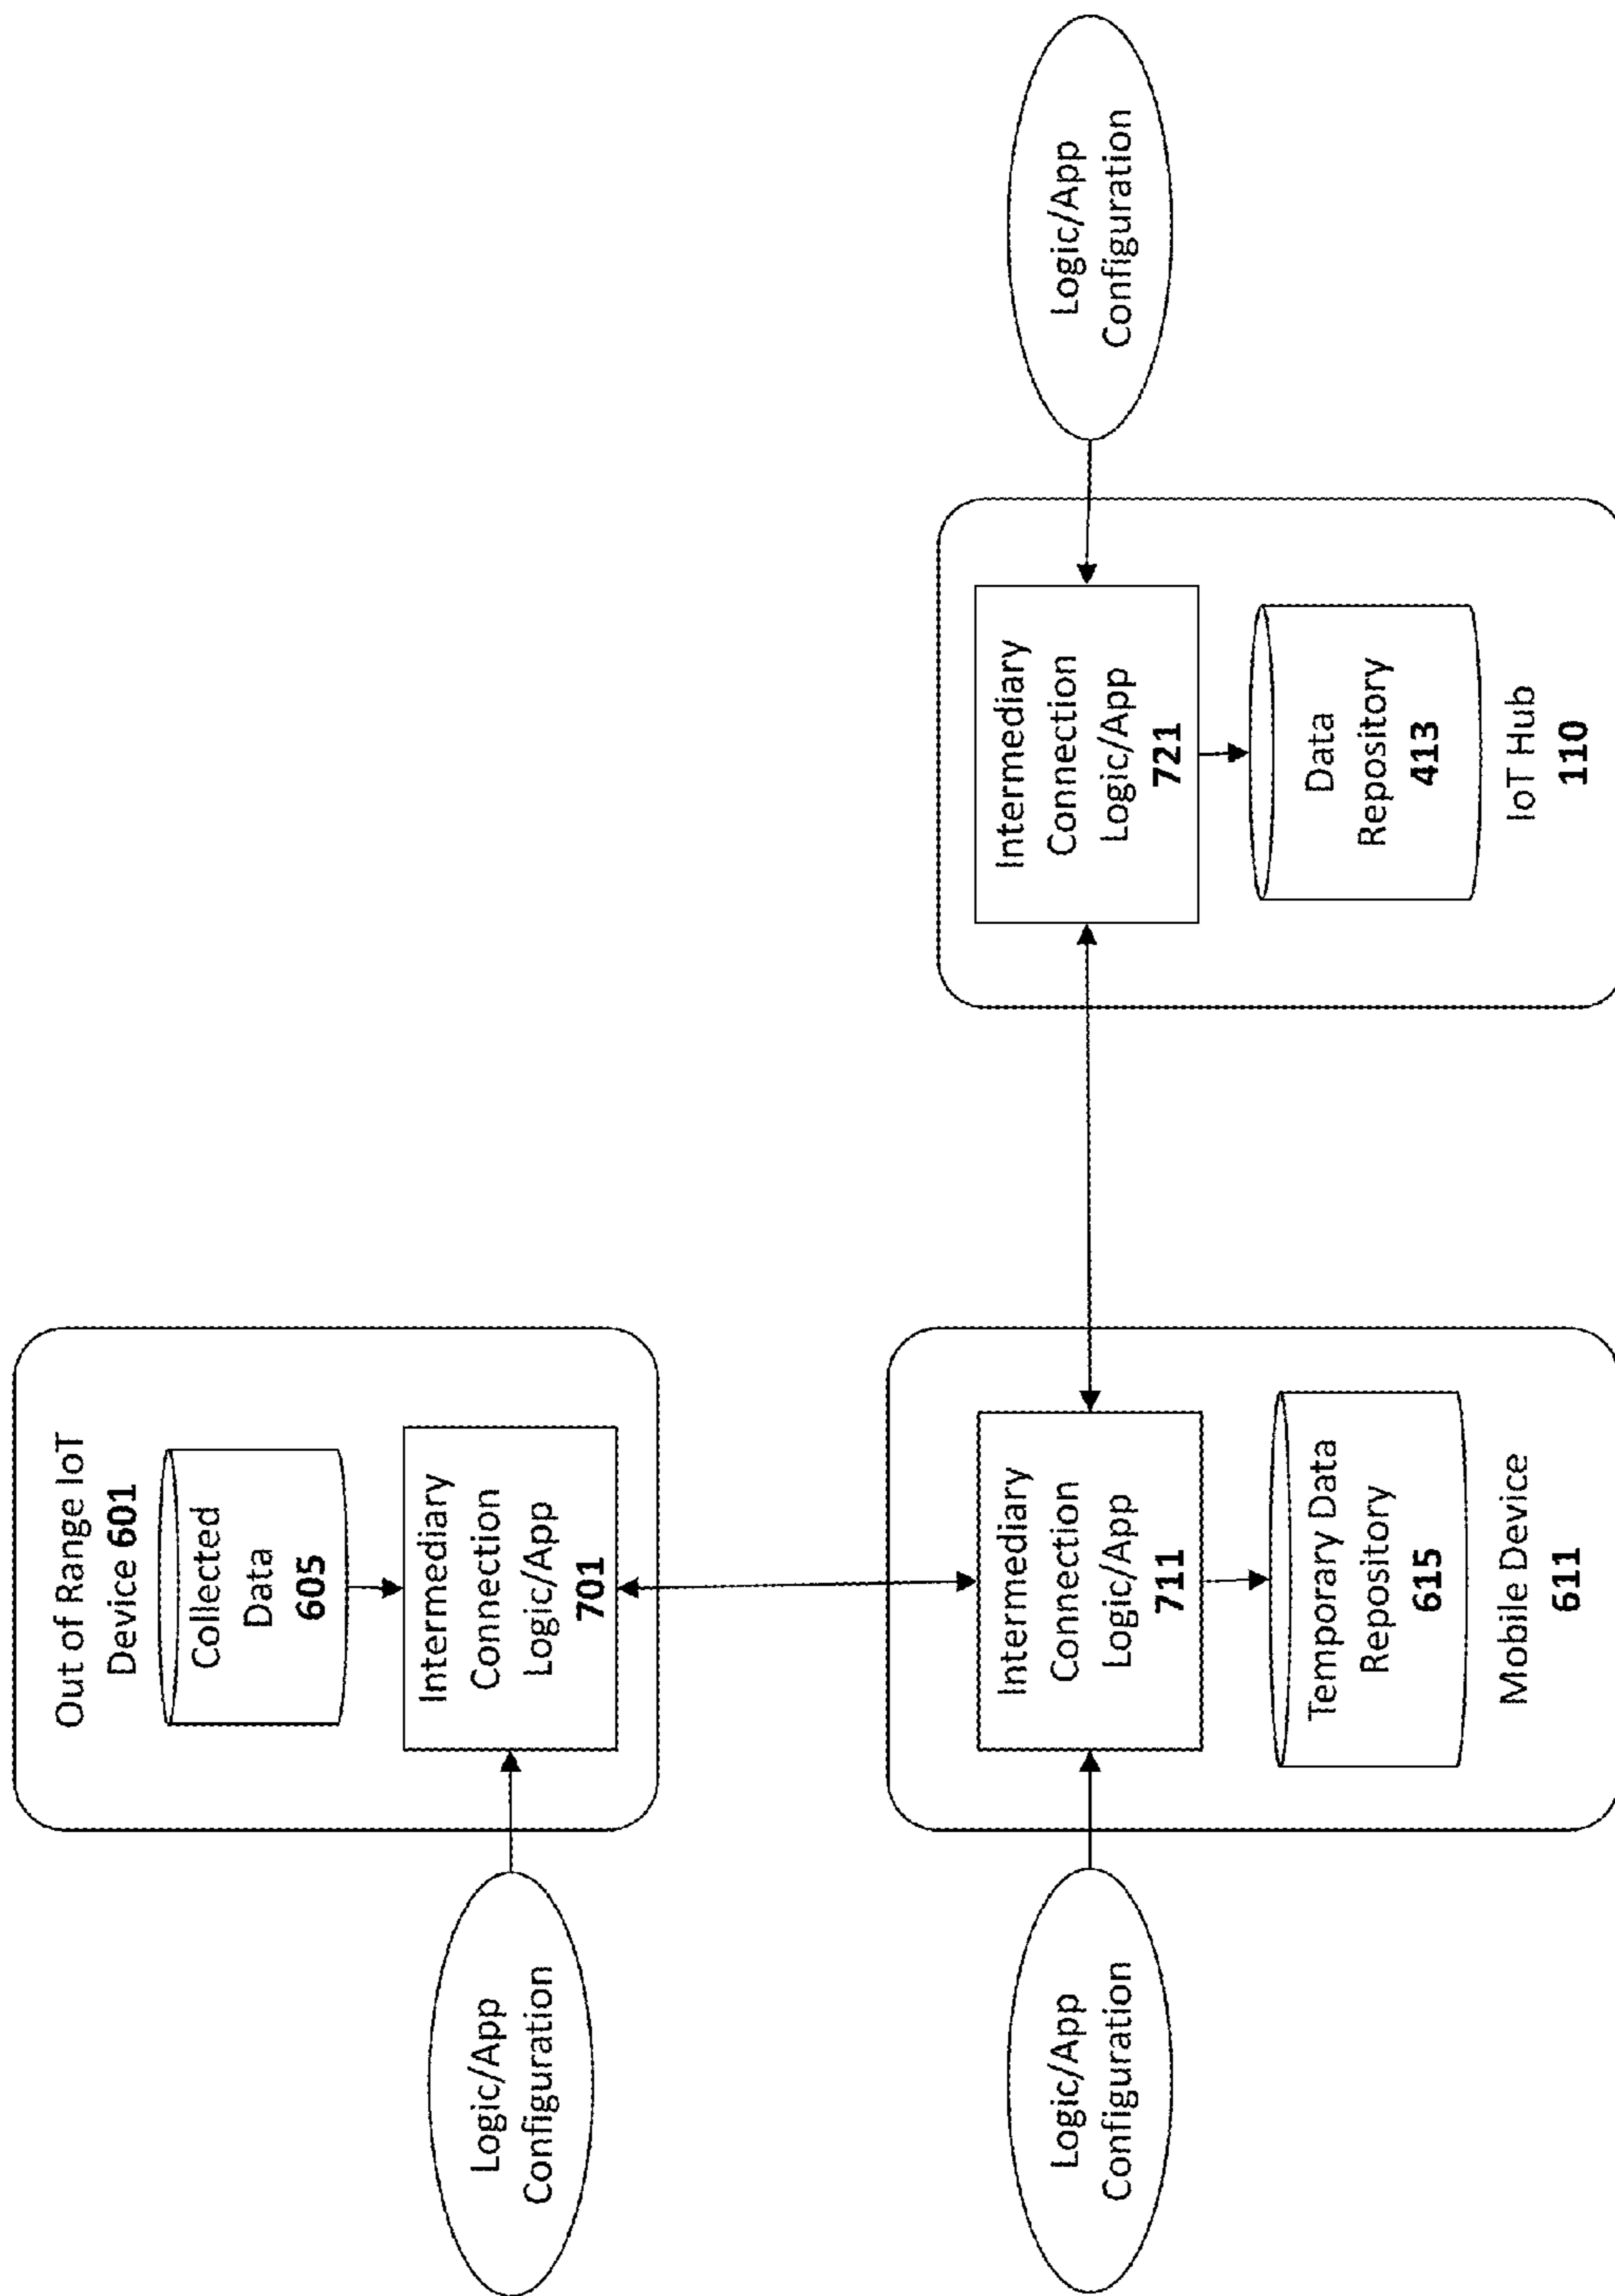 Out of Range IoT
Device 601
Collected
Data
605
Intermediary
Connection
Logic/App
701
Logic/App
Configuration
Intermediary
Connection
Logic/App
711
Temporary Data
Repository
615
Mobile Device
611
Logic/App
Configuration
Intermediary
Connection
Logic/App
721
Data
Repository
413
IoT Hub
110
Logic/App
Configuration